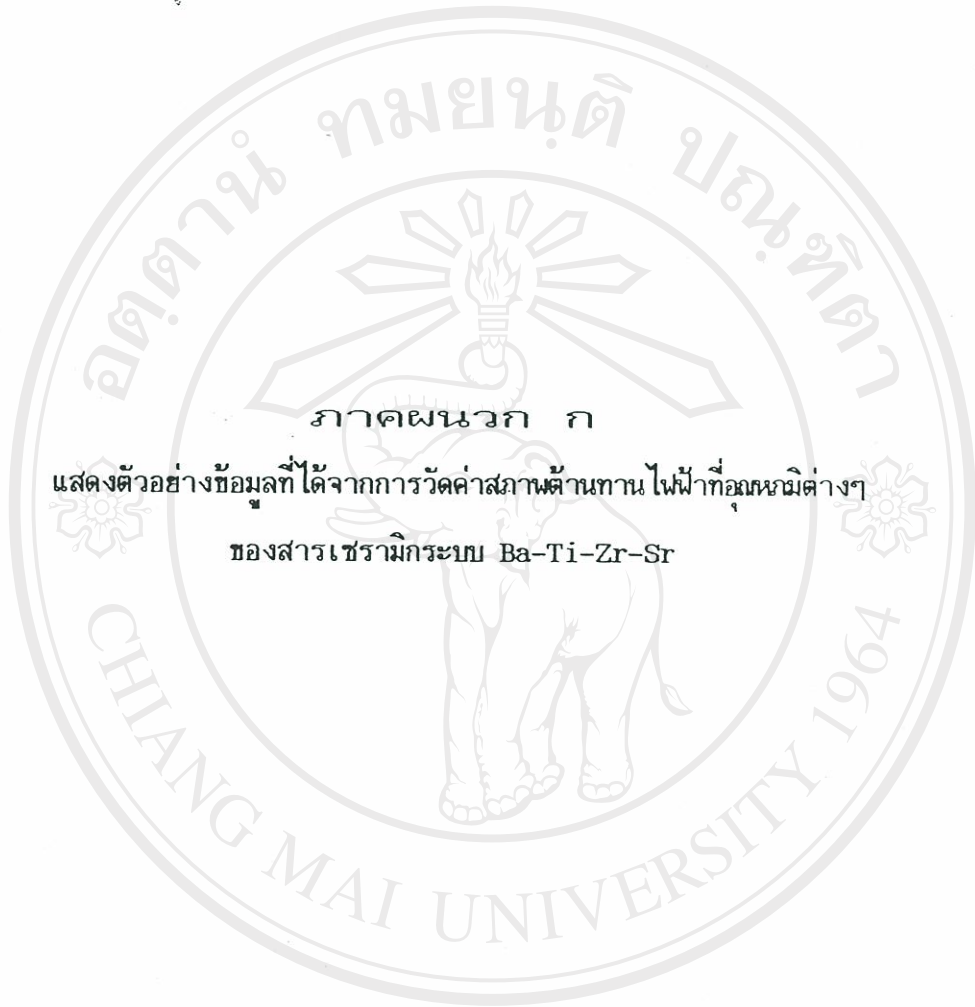 ภาคผนวก ก
แสดงตัวอย่างข้อมูลที่ได้จากการวัดค่าสภาพต้านทานไฟฟ้าที่อุณหภูมิต่างๆ
ของสารเซรามิกระบบ Ba-Ti-Zr-Sr
อตฺตานํ ทมยนฺติ ปณฺฑิตา
CHIANG MAI UNIVERSITY 1964